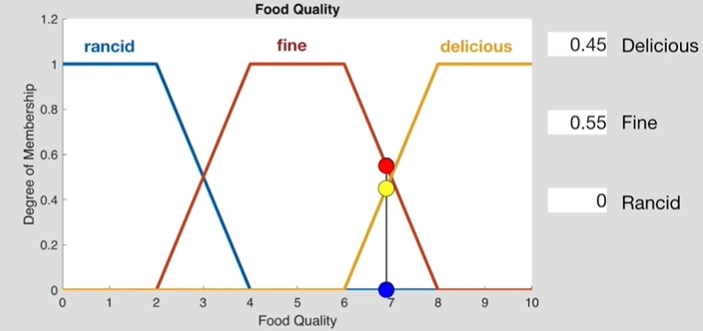 Food Quality
1.2
1
0.8
0.6
0.4
0.2
0
Degree of Membership
rancid
fine
delicious
0 1 2 3 4 5 6 7 8 9 10
Food Quality
0.45 Delicious
0.55 Fine
0 Rancid